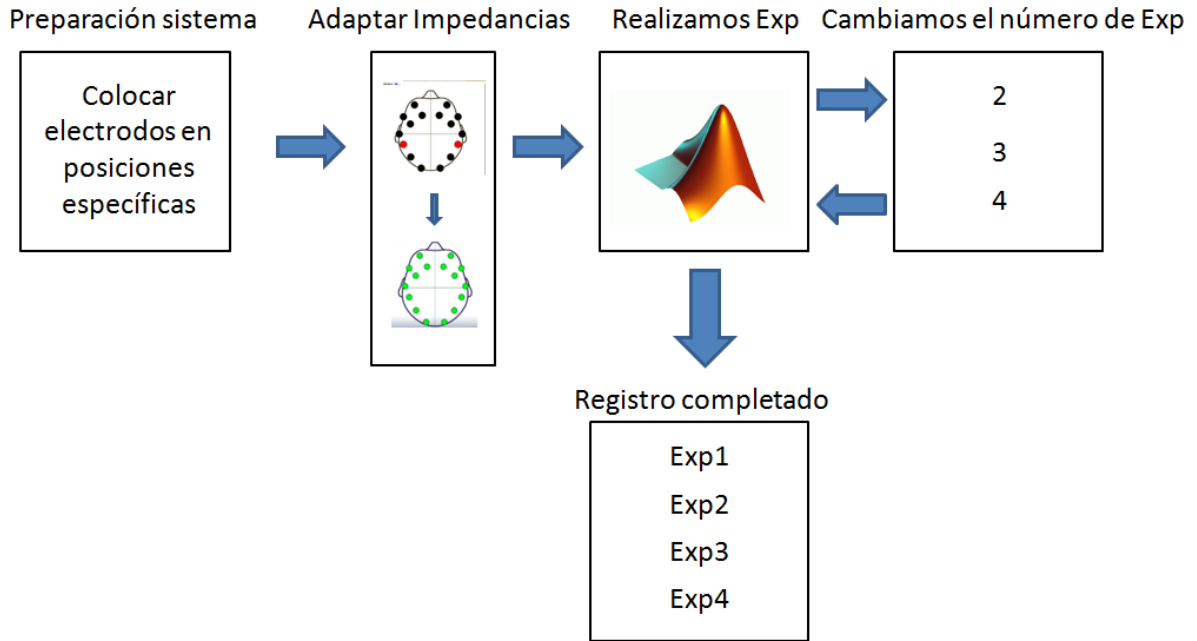 Preparación sistema
Colocar
electrodos en
posiciones
específicas
Adaptar Impedancias
Realizamos Exp
Cambiamos el número de Exp
2
3
4
Registro completado
Exp1
Exp2
Exp3
Exp4